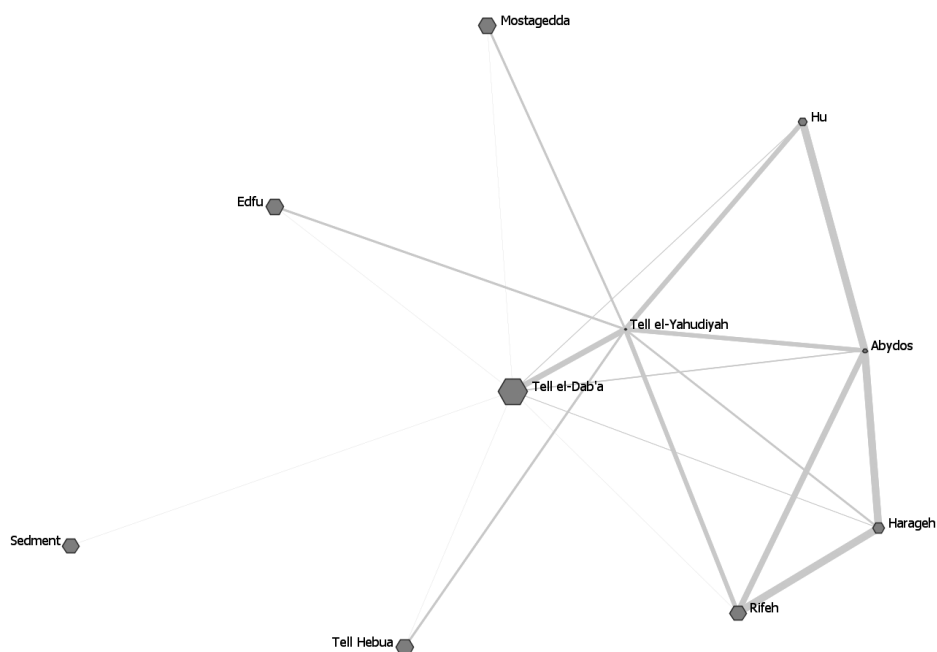 Mostagedda
Hu
Edfu
Tell el-Yahudiyah
Abydos
Tell el-Dab'a
Harageh
Sedment
Rifeh
Tell Hebua